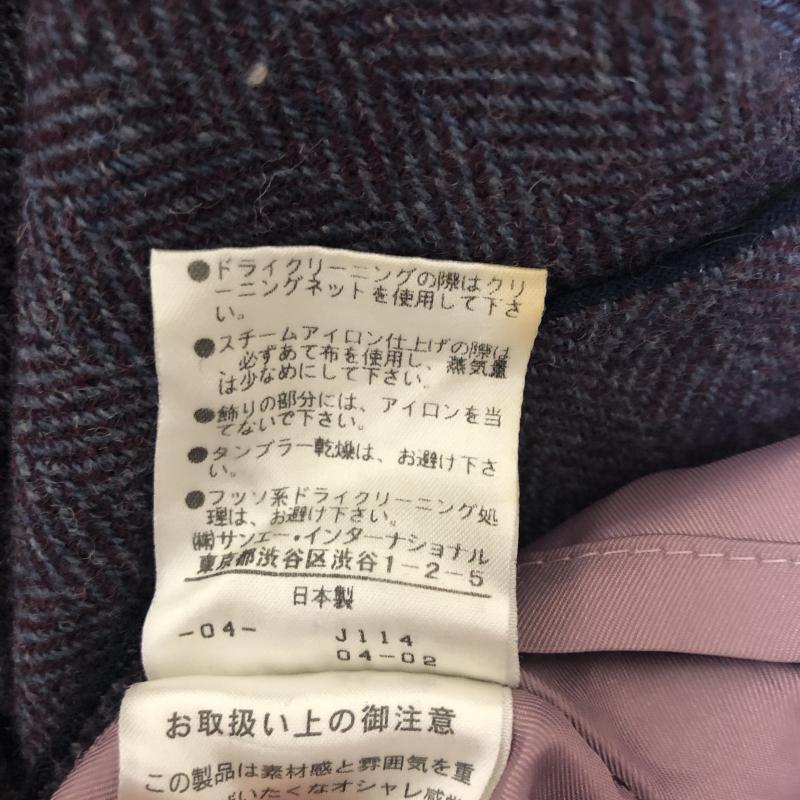 ●ドライクリーニングの際はクリ
ーニングネットを使用して下さ
い。
●スチームアイロン仕上げの際は
必ずあて布を使用し、蒸気量
は少なめにして下さい。
●飾りの部分には、アイロンを当
てないで下さい。
●タンブラー乾燥は、お避け下さ
い。
●フッソ系ドライクリーニング処
理は、お避け下さい。
㈱サンエー・インターナショナル
東京都渋谷区渋谷1-2-5
日本製
-04- J114
04-02
お取扱い上の御注意
この製品は素材感と雰囲気を重
いたくなオシャレ感